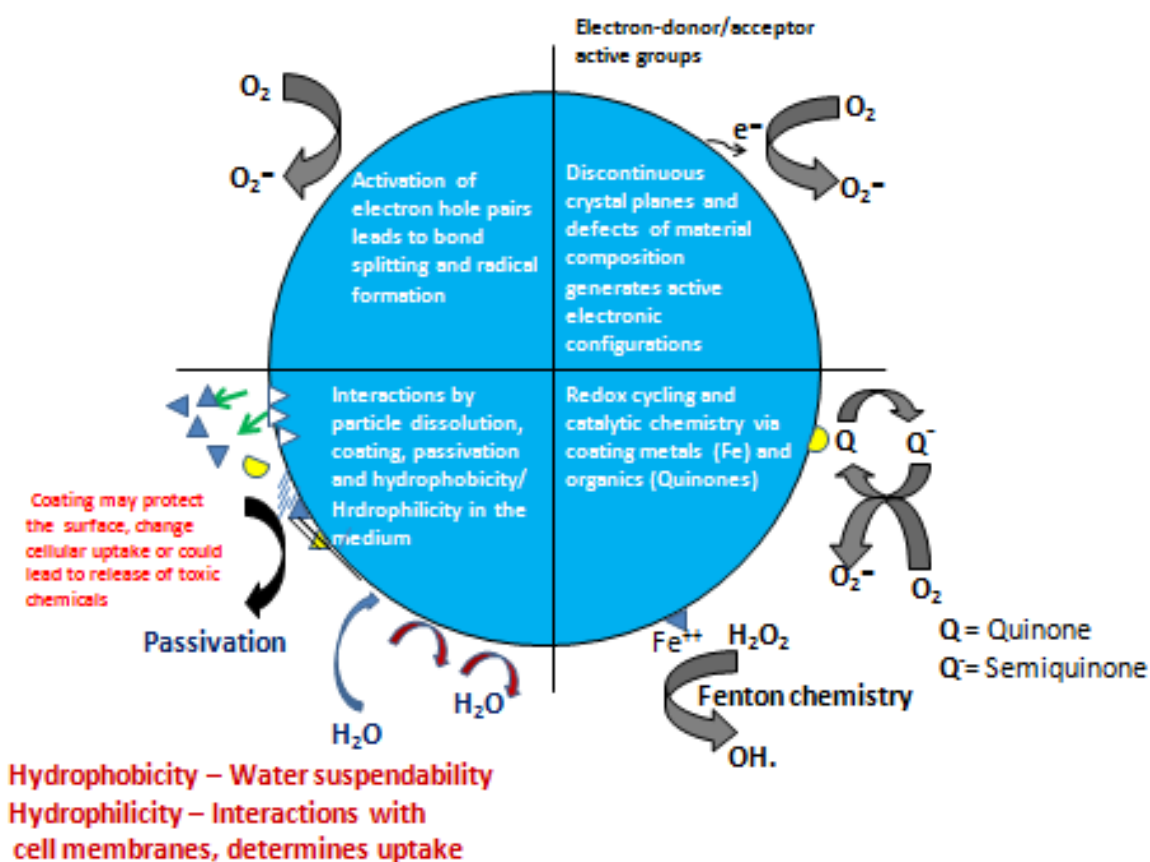 Electron-donor/acceptor
active groups
O₂
O₂⁻
e⁻
O₂
O₂⁻
Activation of
electron hole pairs
leads to bond
splitting and radical
formation
Discontinuous
crystal planes and
defects of material
composition
generates active
electronic
configurations
Interactions by
particle dissolution,
coating, passivation
and hydrophobicity/
Hrdrophilicity in the
medium
Redox cycling and
catalytic chemistry via
coating metals (Fe) and
organics (Quinones)
Q
Q⁻
O₂⁻
O₂
Q = Quinone
Q⁻= Semiquinone
Coating may protect
the surface, change
cellular uptake or could
lead to release of toxic
chemicals
Passivation
H₂O
H₂O
Fe⁺⁺
H₂O₂
Fenton chemistry
OH.
Hydrophobicity – Water suspendability
Hydrophilicity – Interactions with
cell membranes, determines uptake